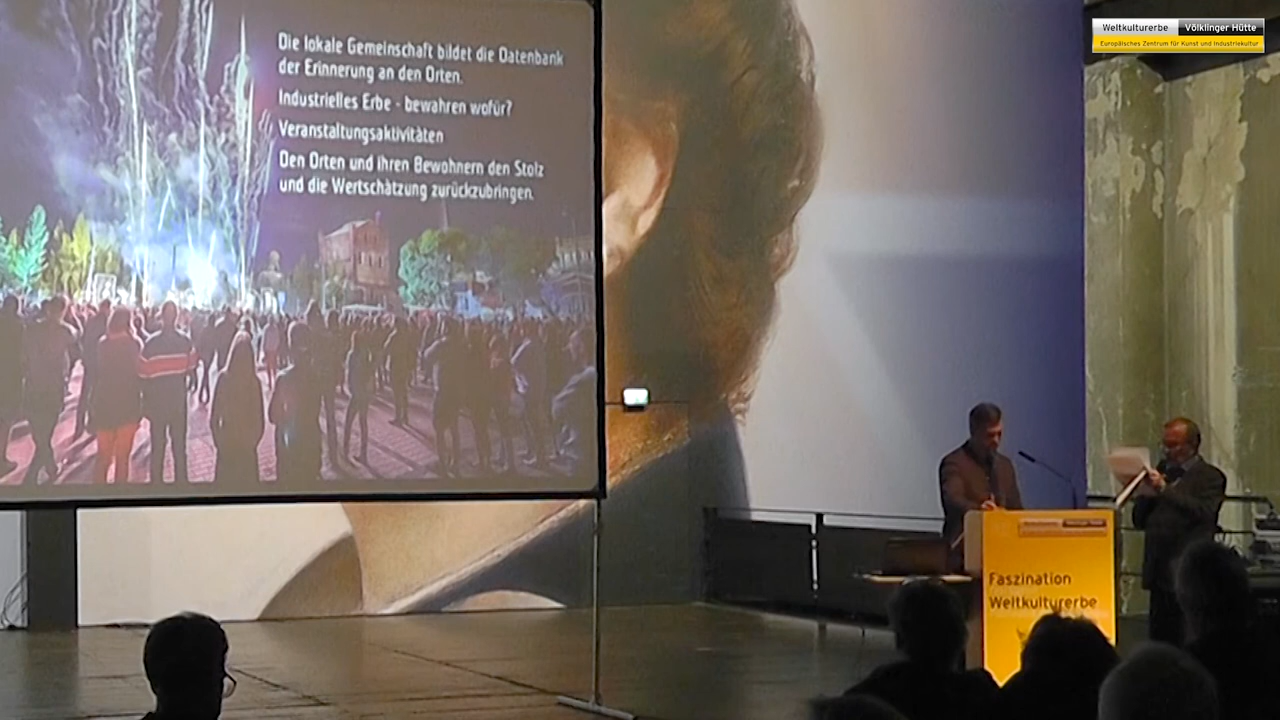 Die lokale Gemeinschaft bildet die Datenbank
der Erinnerung an den Orten.
Industrielles Erbe - bewahren wofür?
Veranstaltungsaktivitäten
Den Orten und ihren Bewohnern den Stolz
und die Wertschätzung zurückzubringen.
Weltkulturerbe Völklinger Hütte
Europäisches Zentrum für Kunst und Industriekultur
Faszination
Weltkulturerbe